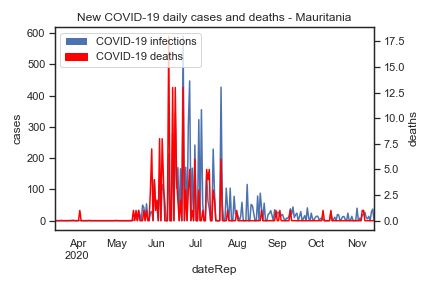 New COVID-19 daily cases and deaths - Mauritania
COVID-19 infections
COVID-19 deaths
cases
600
500
400
300
200
100
0
deaths
17.5
15.0
12.5
10.0
7.5
5.0
2.5
0.0
Apr May Jun Jul Aug Sep Oct Nov
2020
dateRep